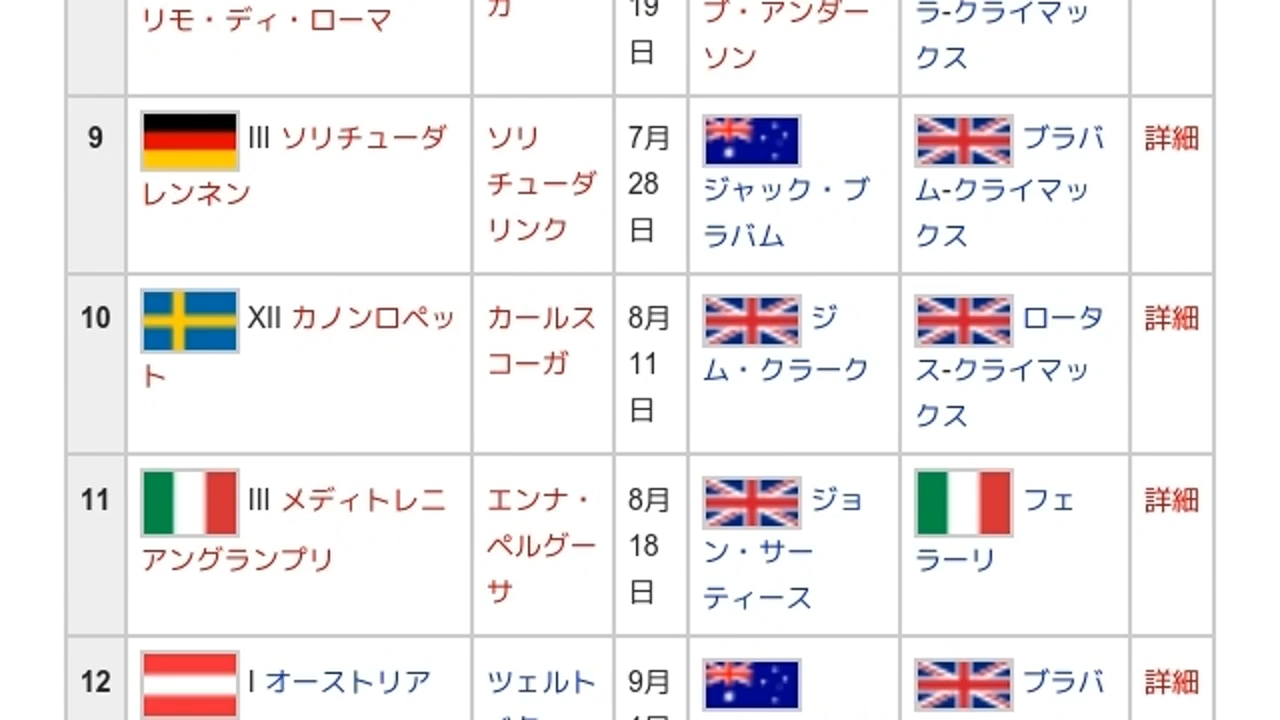 リモ・ディ・ローマ
ガ
19
日
ブ・アンダー
ソン
ラ-クライマッ
クス
9
III ソリチューダ
レンネン
ソリ
チューダ
リンク
7月
28
日
ジャック・ブ
ラバム
ブラバ
ム-クライマッ
クス
詳細
10
XII カノンロペッ
ト
カールス
コーガ
8月
11
日
ジ
ム・クラーク
ロータ
ス-クライマッ
クス
詳細
11
III メディトレニ
アングランプリ
エンナ・
ペルグー
サ
8月
18
日
ジョ
ン・サー
ティース
フェ
ラーリ
詳細
12
I オーストリア
ツェルト
9月
ブラバ
詳細